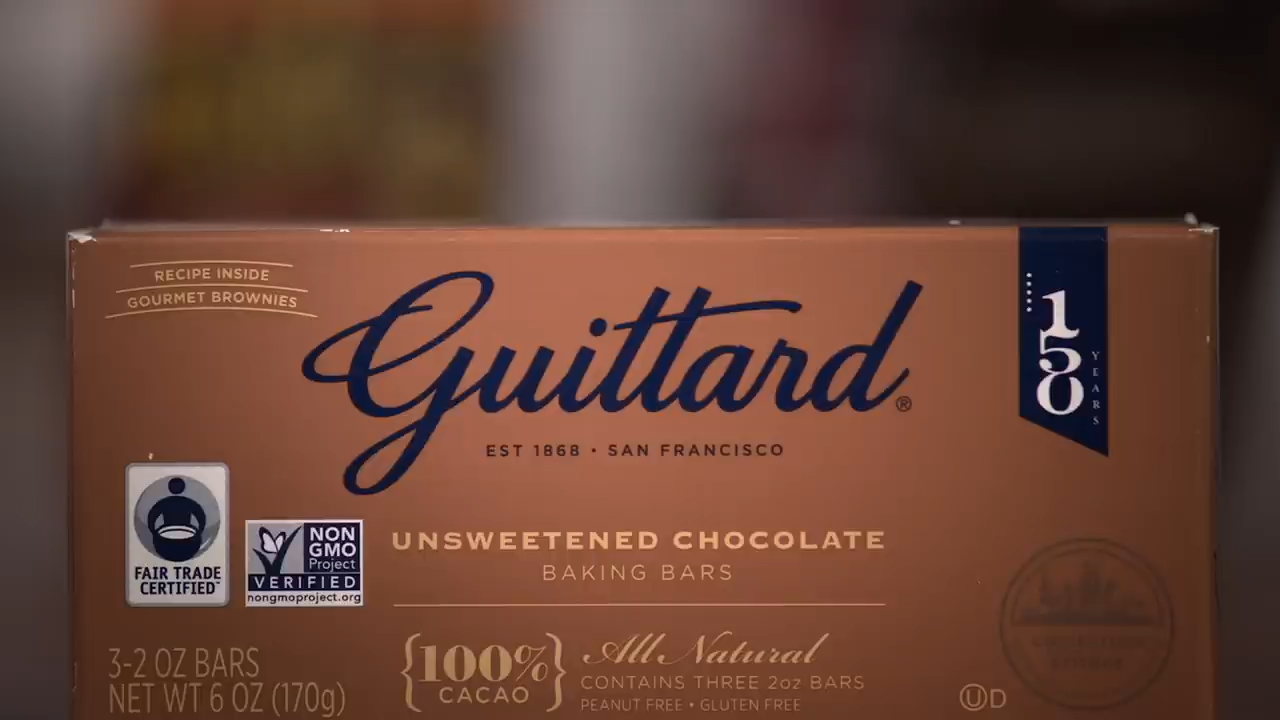 RECIPE INSIDE
GOURMET BROWNIES
Guittard®
EST 1868 • SAN FRANCISCO
150
YEARS
FAIR TRADE
CERTIFIED™
NON
GMO
Project
VERIFIED
nongmoproject.org
UNSWEETENED CHOCOLATE
BAKING BARS
3-2 OZ BARS
NET WT 6 OZ (170g)
{100%}
CACAO
All Natural
CONTAINS THREE 2oz BARS
PEANUT FREE • GLUTEN FREE
UD